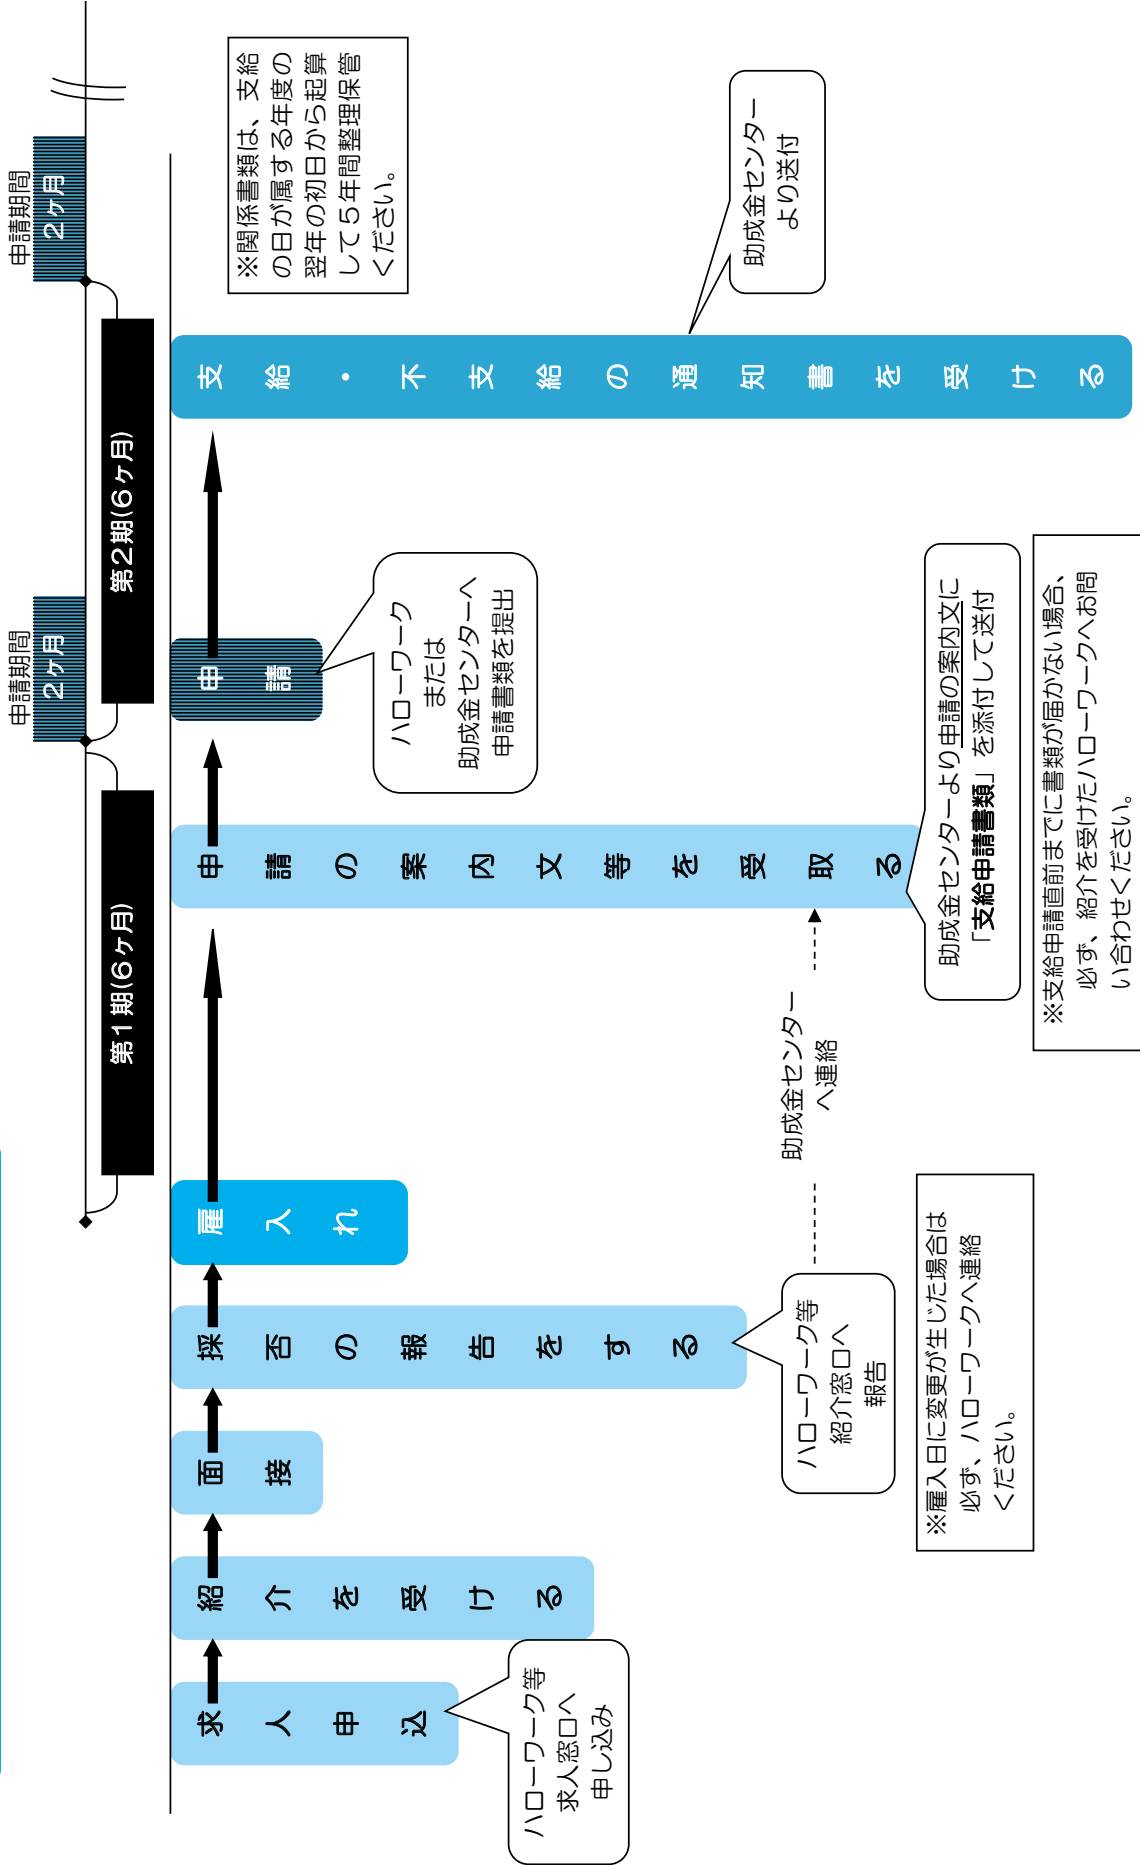 申請期間
2ヶ月
申請期間
2ヶ月
第1期(6ヶ月)
第2期(6ヶ月)
求人申込
紹介を受ける
面接
採否の報告をする
雇入れ
申請の案内文等を受取る
申請
支給・不支給の通知書を受ける
ハローワーク等
求人窓口へ
申し込み
ハローワーク等
紹介窓口へ
報告
助成金センター
へ連絡
※雇入日に変更が生じた場合は
必ず、ハローワークへ連絡
ください。
助成金センターより申請の案内文に
「支給申請書類」を添付して送付
※支給申請直前までに書類が届かない場合、
必ず、紹介を受けたハローワークへお問
い合わせください。
ハローワーク
または
助成金センターへ
申請書類を提出
助成金センター
より送付
※関係書類は、支給
の日が属する年度の
翌年の初日から起算
して5年間整理保管
ください。